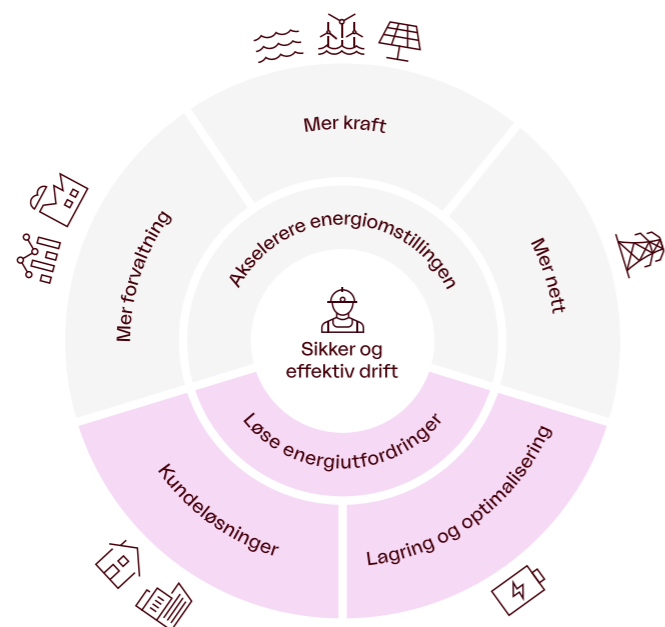 Mer kraft
Mer forvaltning
Akselerere energiomstillingen
Mer nett
Sikker og
effektiv drift
Løse energiutfordringer
Kundeløsninger
Lagring og optimalisering